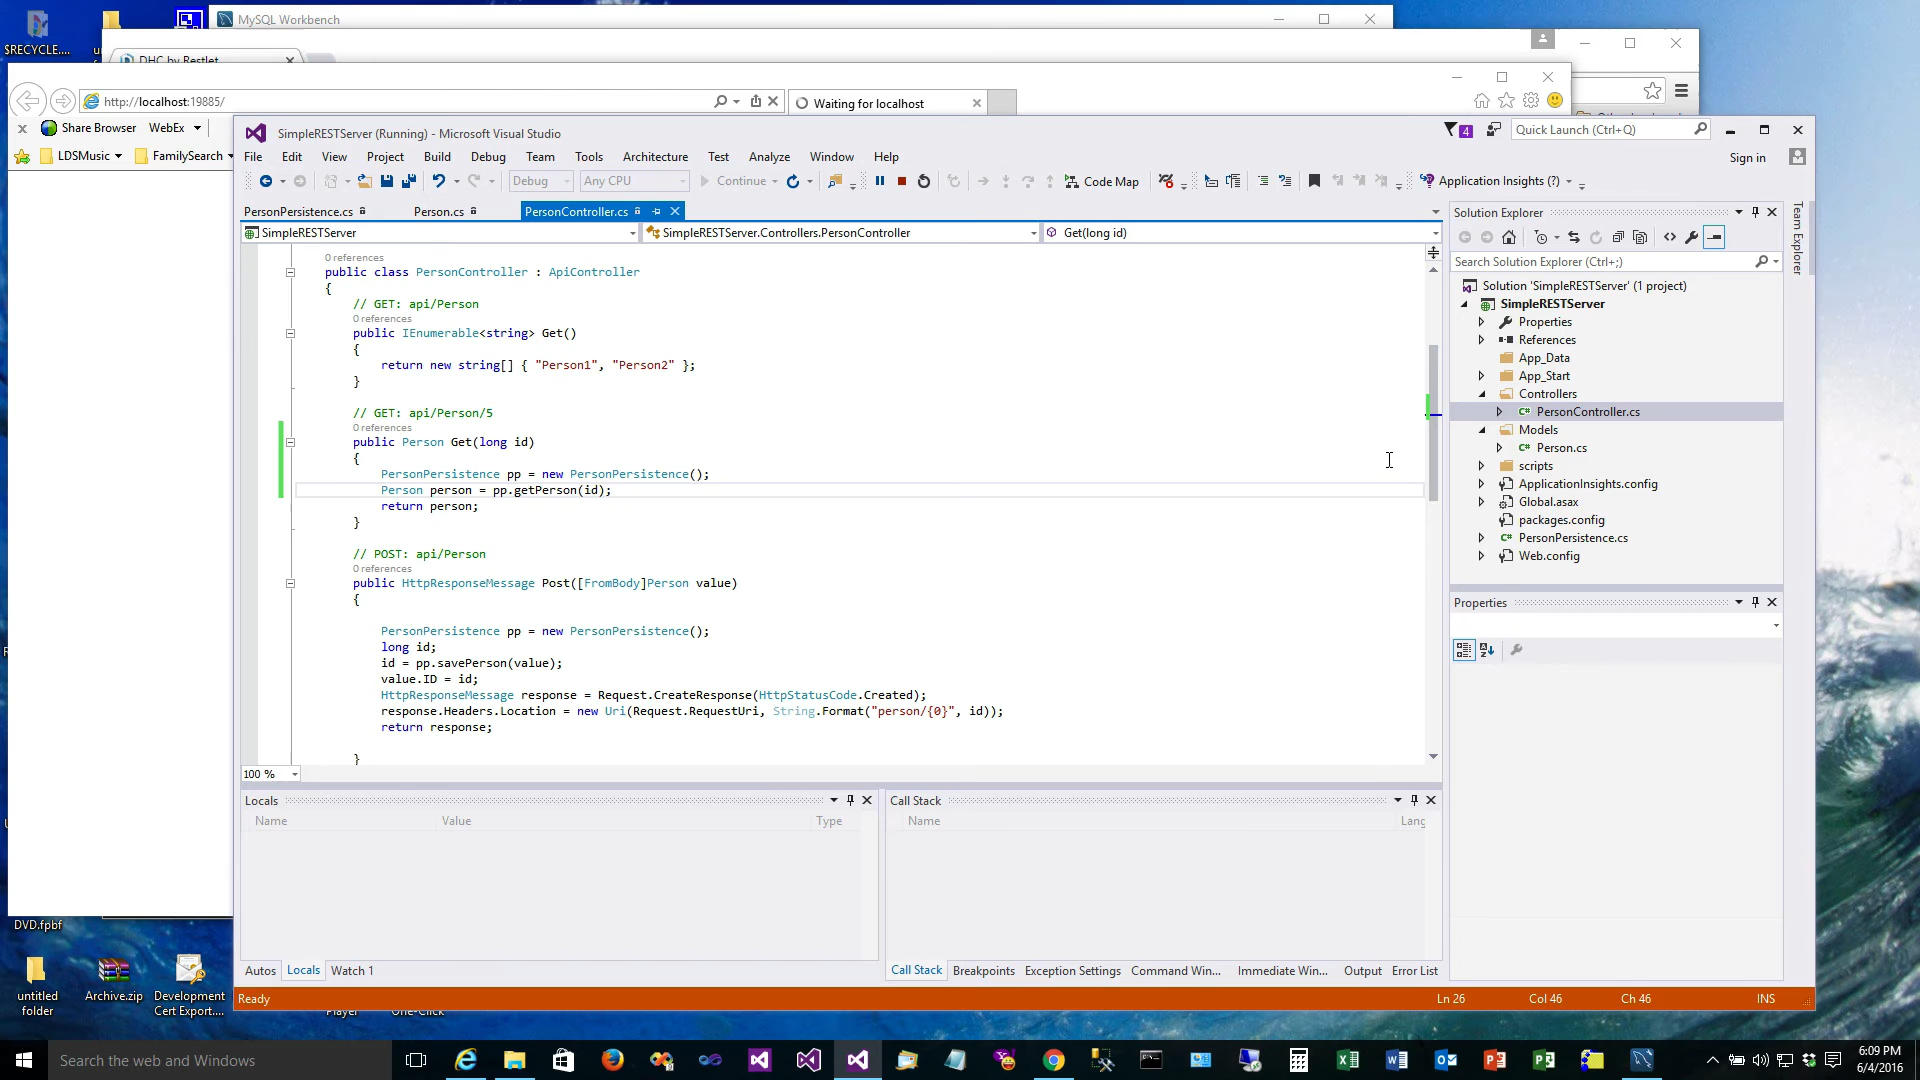 $RECYCLE....
MySQL Workbench
DHC by Restlet
http://localhost:19885/
Waiting for localhost
Share Browser
WebEx
LDSMusic
FamilySearch
SimpleRESTServer (Running) - Microsoft Visual Studio
4
Quick Launch (Ctrl+Q)
File Edit View Project Build Debug Team Tools Architecture Test Analyze Window Help
Sign in
Debug
Any CPU
Continue
Code Map
Application Insights (?)
PersonPersistence.cs
Person.cs
PersonController.cs
SimpleRESTServer
SimpleRESTServer.Controllers.PersonController
Get(long id)
0 references
public class PersonController : ApiController
{
// GET: api/Person
0 references
public IEnumerable<string> Get()
{
return new string[] { "Person1", "Person2" };
}
// GET: api/Person/5
0 references
public Person Get(long id)
{
PersonPersistence pp = new PersonPersistence();
Person person = pp.getPerson(id);
return person;
}
// POST: api/Person
0 references
public HttpResponseMessage Post([FromBody]Person value)
{
PersonPersistence pp = new PersonPersistence();
long id;
id = pp.savePerson(value);
value.ID = id;
HttpResponseMessage response = Request.CreateResponse(HttpStatusCode.Created);
response.Headers.Location = new Uri(Request.RequestUri, String.Format("person/{0}", id));
return response;
}
100 %
Solution Explorer
Search Solution Explorer (Ctrl+;)
Solution 'SimpleRESTServer' (1 project)
SimpleRESTServer
Properties
References
App_Data
App_Start
Controllers
PersonController.cs
Models
Person.cs
scripts
ApplicationInsights.config
Global.asax
packages.config
PersonPersistence.cs
Web.config
Team Explorer
Properties
Locals
Name Value Type
Call Stack
Name Lang
Autos Locals Watch 1
Call Stack Breakpoints Exception Settings Command Win... Immediate Win... Output Error List
Ready
Ln 26 Col 46 Ch 46 INS
DVD.fpbf
untitled
folder
Archive.zip
Development
Cert Export....
Player
One-Click
Search the web and Windows
6:09 PM
6/4/2016